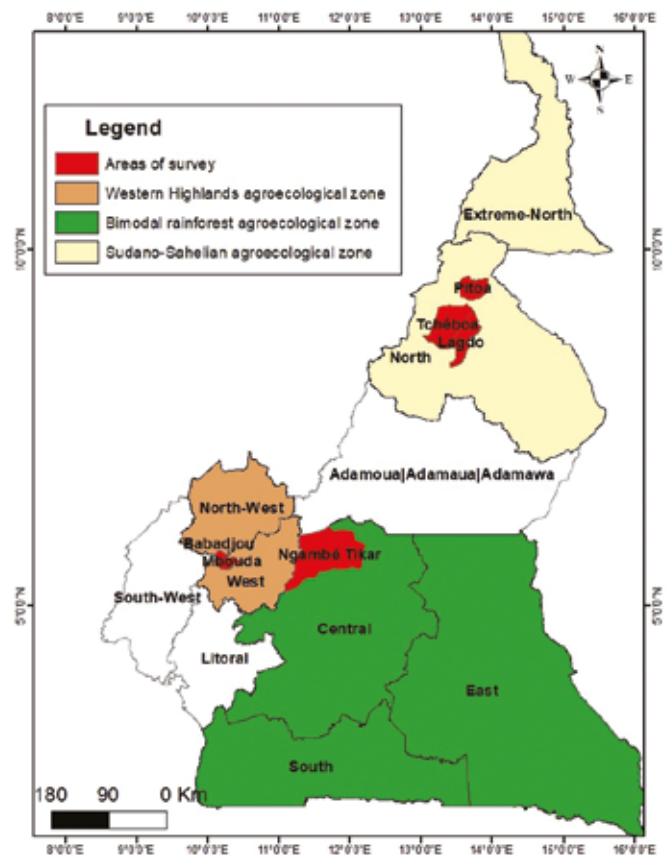 8°0'0" 9°0'0" 10°0'0" 11°0'0" 12°0'0" 13°0'0" 14°0'0" 15°0'0" 16°0'0"
N
W E
S
Legend
Areas of survey
Western Highlands agroecological zone
Bimodal rainforest agroecological zone
Sudano-Sahelian agroecological zone
Extreme-North
10°0'0" 10°0'0"
Pitoa
Tchéboa
Lagdo
North
Adamoua|Adamaua|Adamawa
North-West
Babadjou
Mbouda
Ngambé Tikar
West
South-West
5°0'0" 5°0'0"
Central
Litoral
East
South
180 90 0 Km
8°0'0" 9°0'0" 10°0'0" 11°0'0" 12°0'0" 13°0'0" 14°0'0" 15°0'0" 16°0'0"